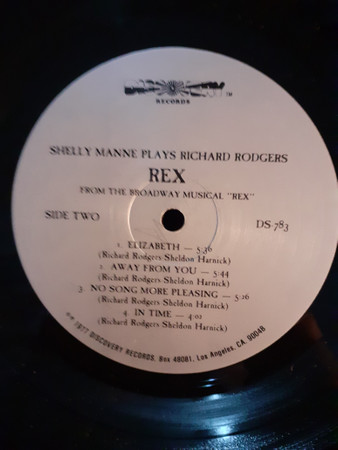 RECORDS
TM
SHELLY MANNE PLAYS RICHARD RODGERS
REX
FROM THE BROADWAY MUSICAL "REX"
SIDE TWO
DS 783
1. ELIZABETH — 5:36
(Richard Rodgers-Sheldon Harnick)
2. AWAY FROM YOU — 5:44
(Richard Rodgers-Sheldon Harnick)
3. NO SONG MORE PLEASING — 5:26
(Richard Rodgers-Sheldon Harnick)
4. IN TIME — 4:02
(Richard Rodgers-Sheldon Harnick)
1977 DISCOVERY RECORDS, Box 48081, Los Angeles, CA. 90048